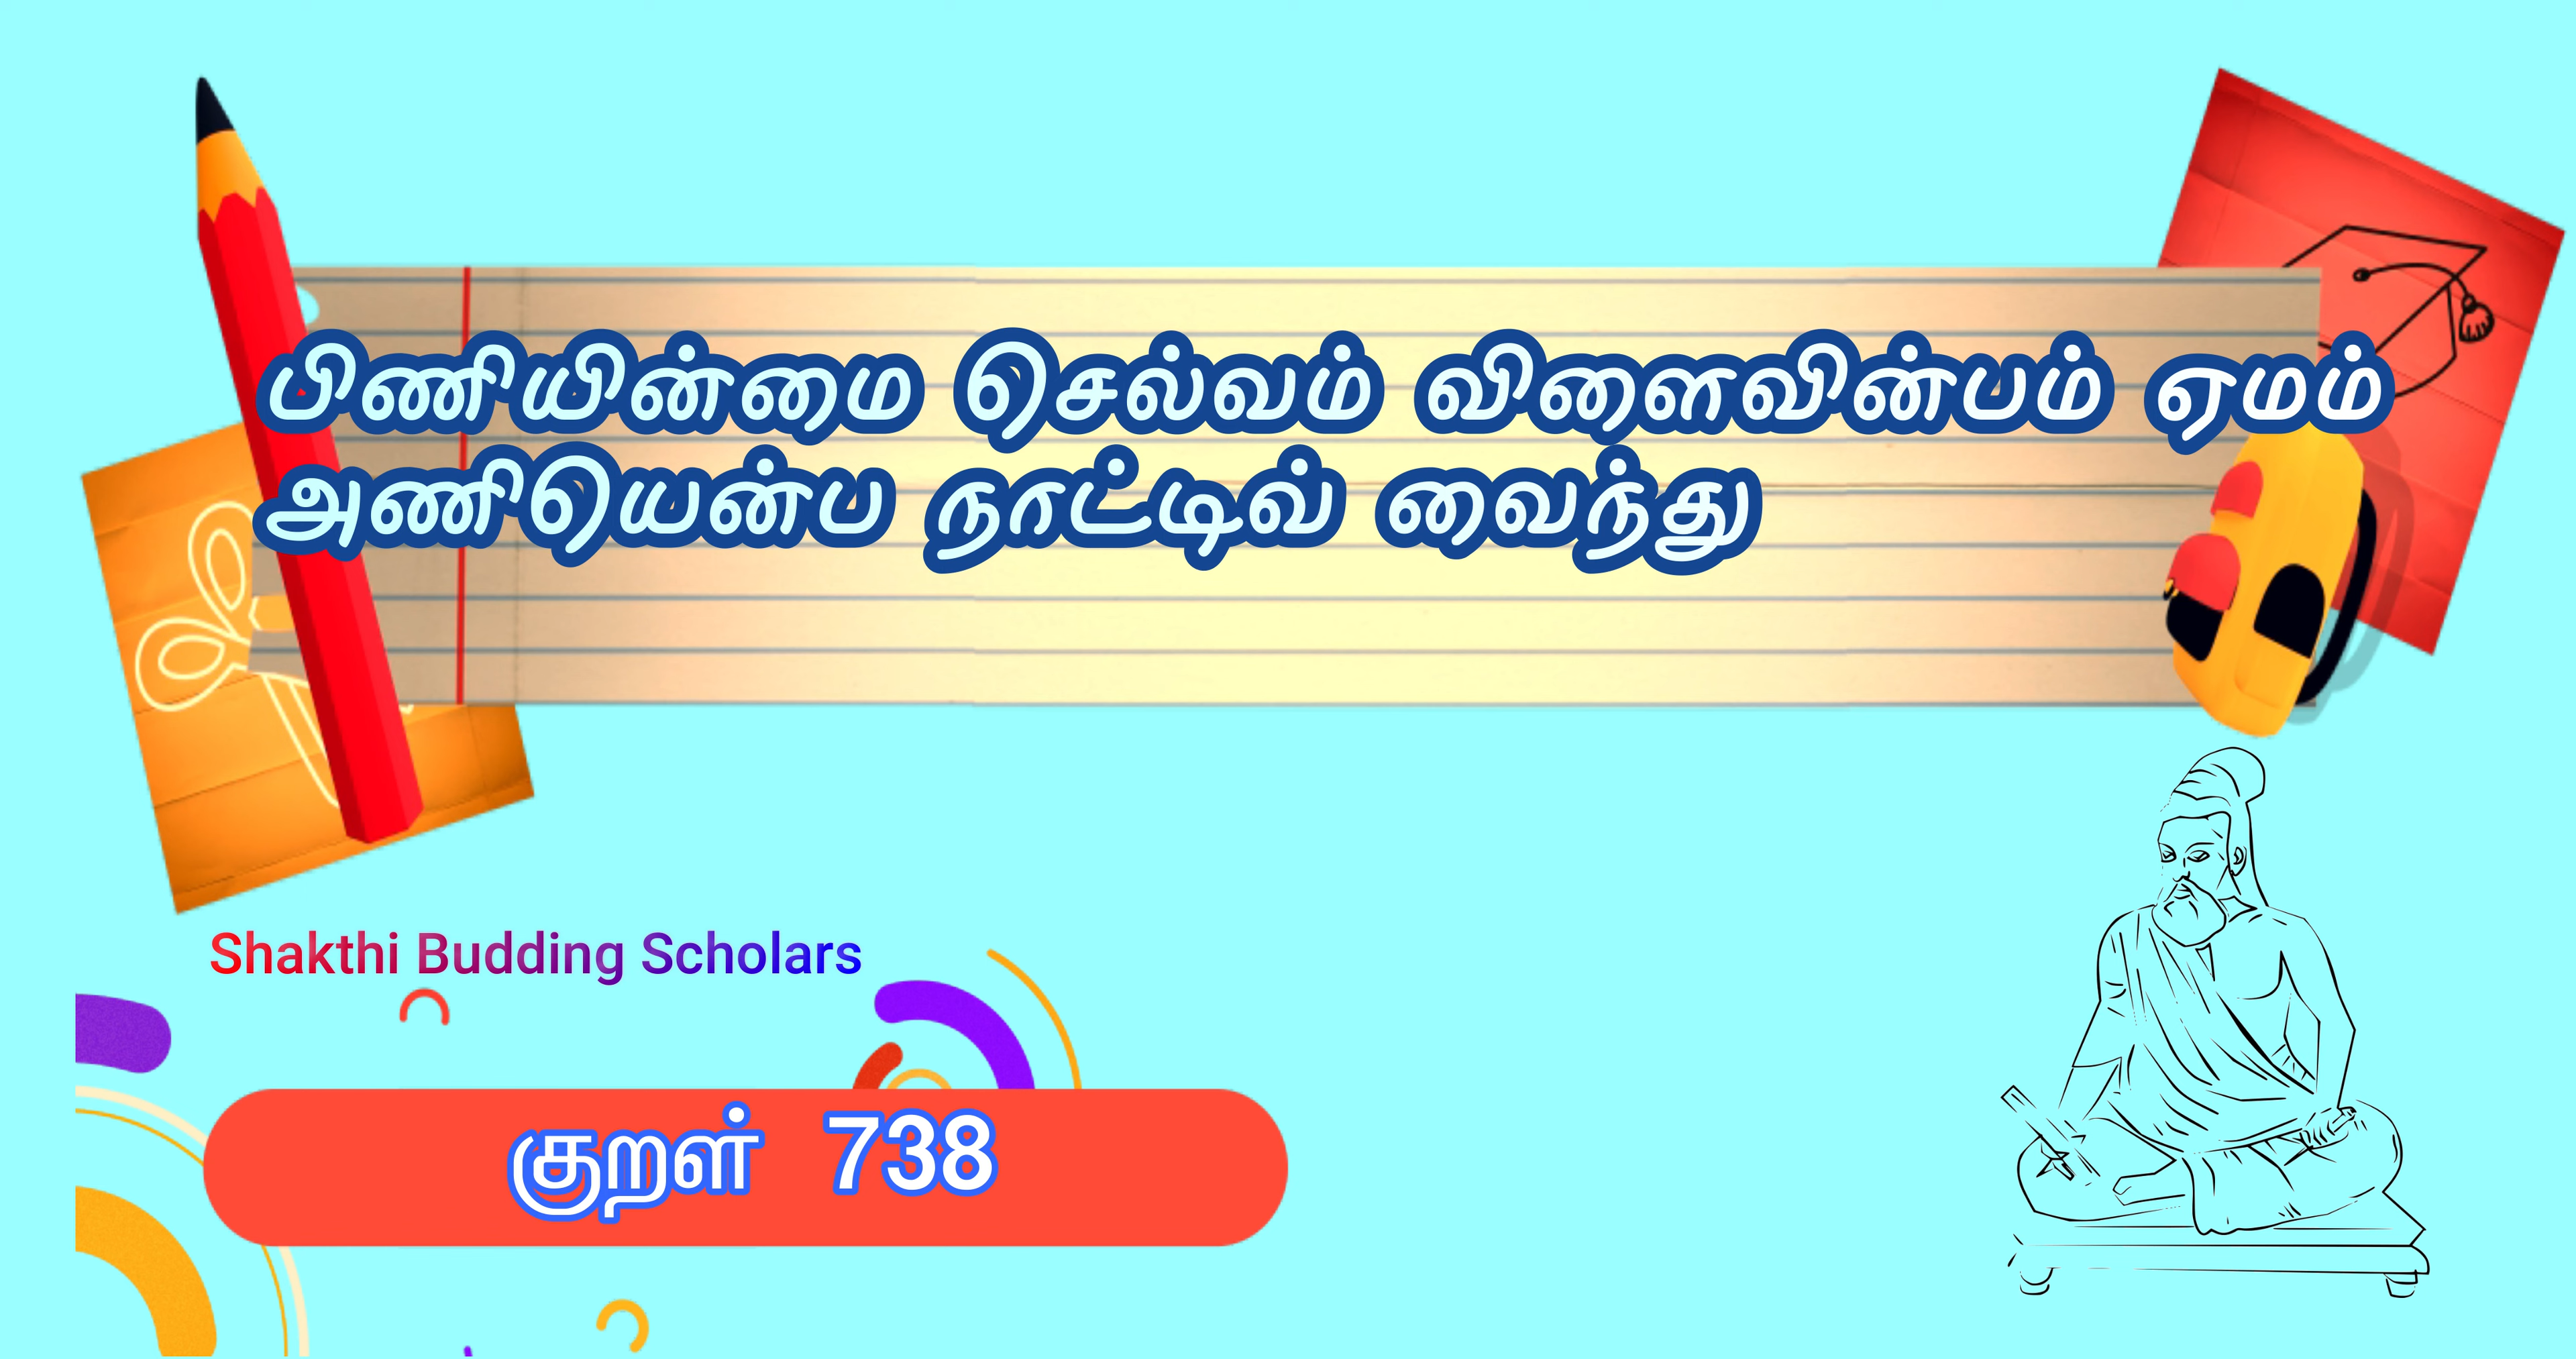 பிணியின்மை செல்வம் விளைவின்பம் ஏமம்
அணியென்ப நாட்டிவ் வைந்து
Shakthi Budding Scholars
குறள் 738